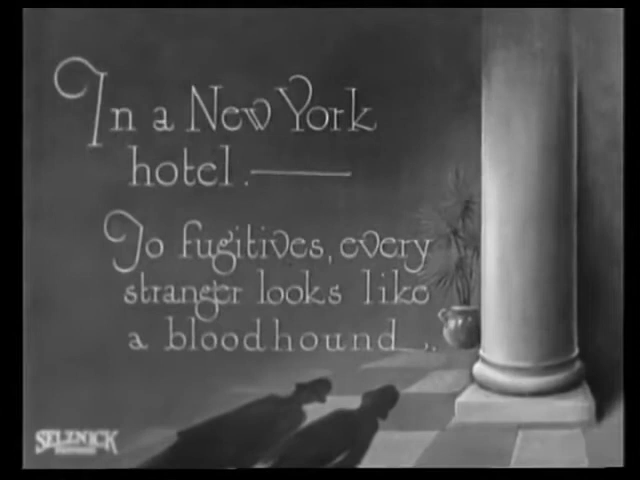 In a New York
hotel.——
To fugitives, every
stranger looks like
a bloodhound—..
SELZNICK